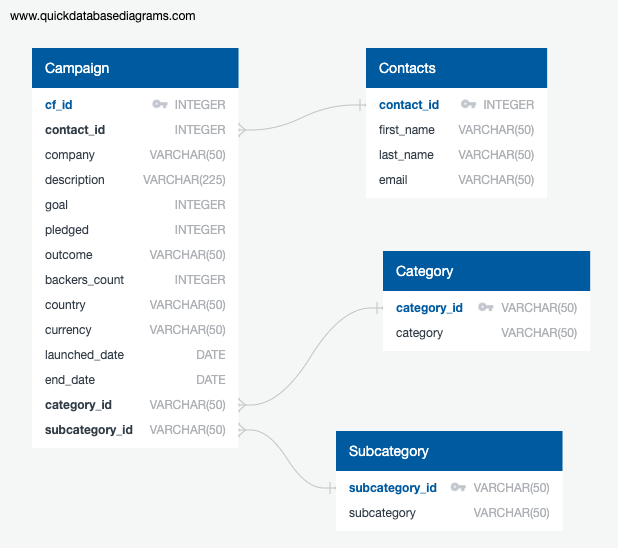 www.quickdatabasediagrams.com
Campaign
cf_id INTEGER
contact_id INTEGER
company VARCHAR(50)
description VARCHAR(225)
goal INTEGER
pledged INTEGER
outcome VARCHAR(50)
backers_count INTEGER
country VARCHAR(50)
currency VARCHAR(50)
launched_date DATE
end_date DATE
category_id VARCHAR(50)
subcategory_id VARCHAR(50)
Contacts
contact_id INTEGER
first_name VARCHAR(50)
last_name VARCHAR(50)
email VARCHAR(50)
Category
category_id VARCHAR(50)
category VARCHAR(50)
Subcategory
subcategory_id VARCHAR(50)
subcategory VARCHAR(50)